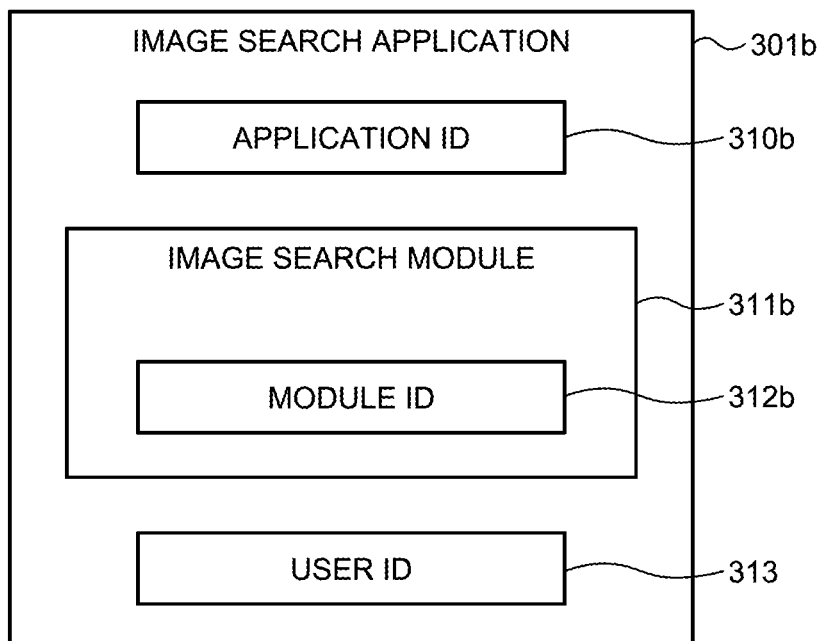 IMAGE SEARCH APPLICATION
301b
APPLICATION ID
310b
IMAGE SEARCH MODULE
311b
MODULE ID
312b
USER ID
313